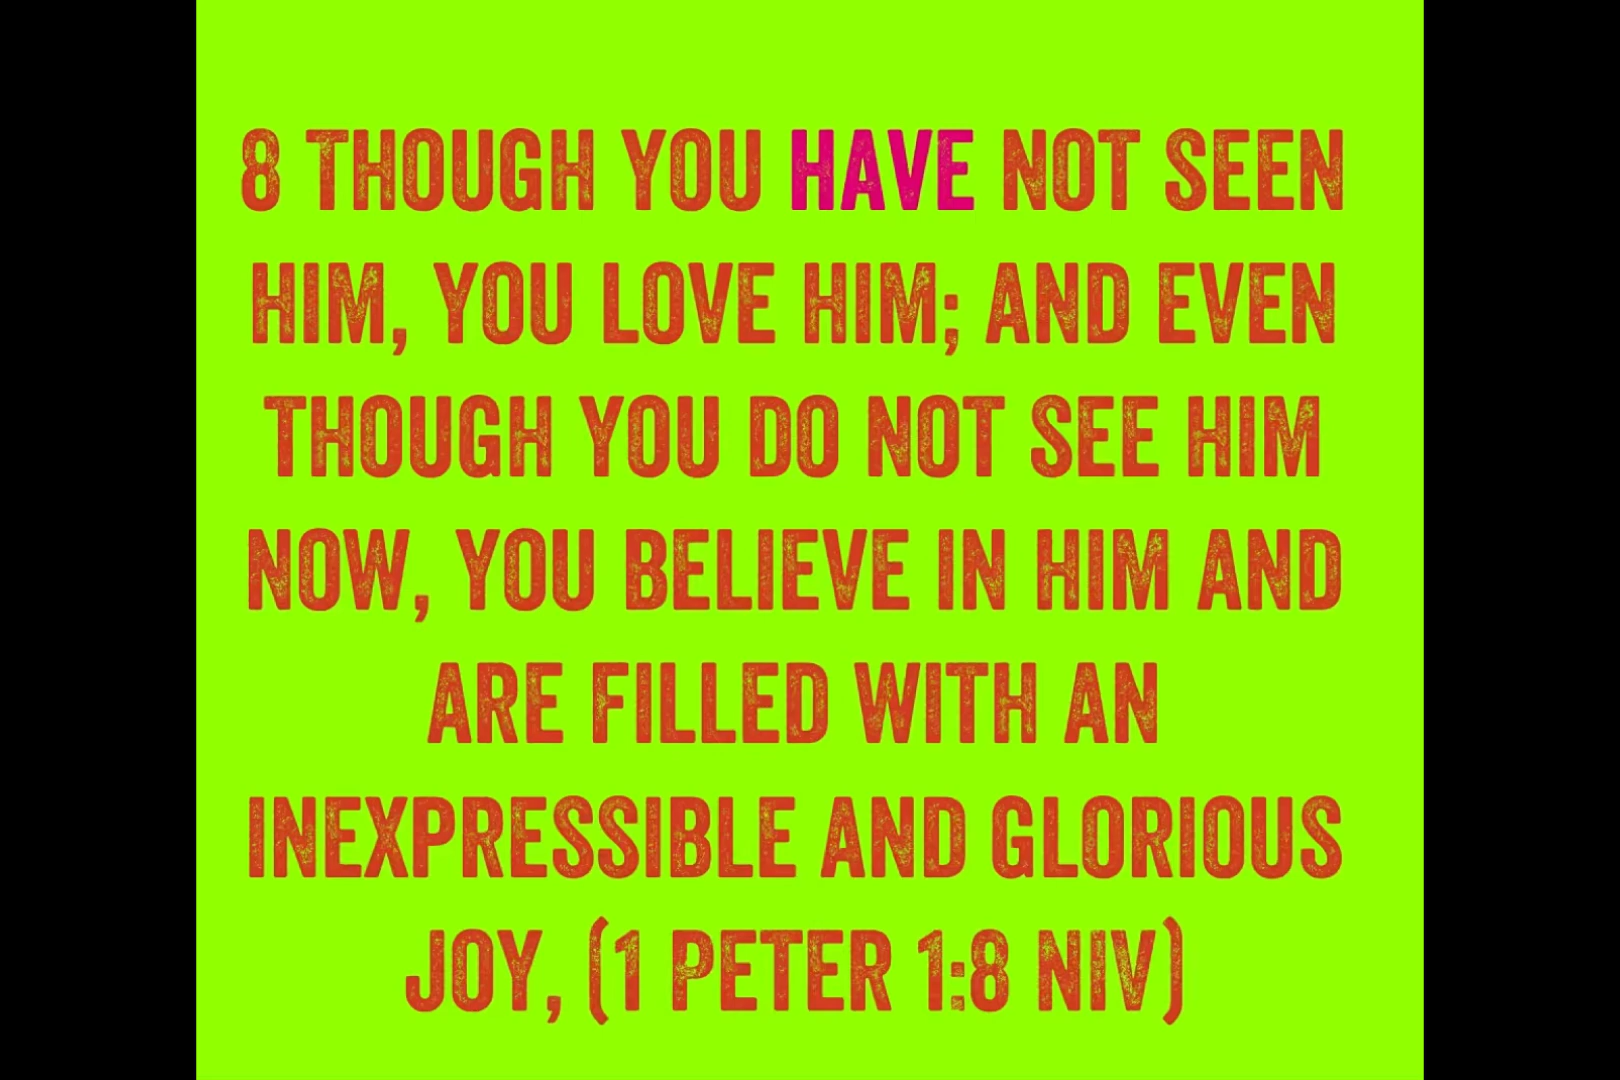 8 THOUGH YOU HAVE NOT SEEN
HIM, YOU LOVE HIM; AND EVEN
THOUGH YOU DO NOT SEE HIM
NOW, YOU BELIEVE IN HIM AND
ARE FILLED WITH AN
INEXPRESSIBLE AND GLORIOUS
JOY, (1 PETER 1:8 NIV)